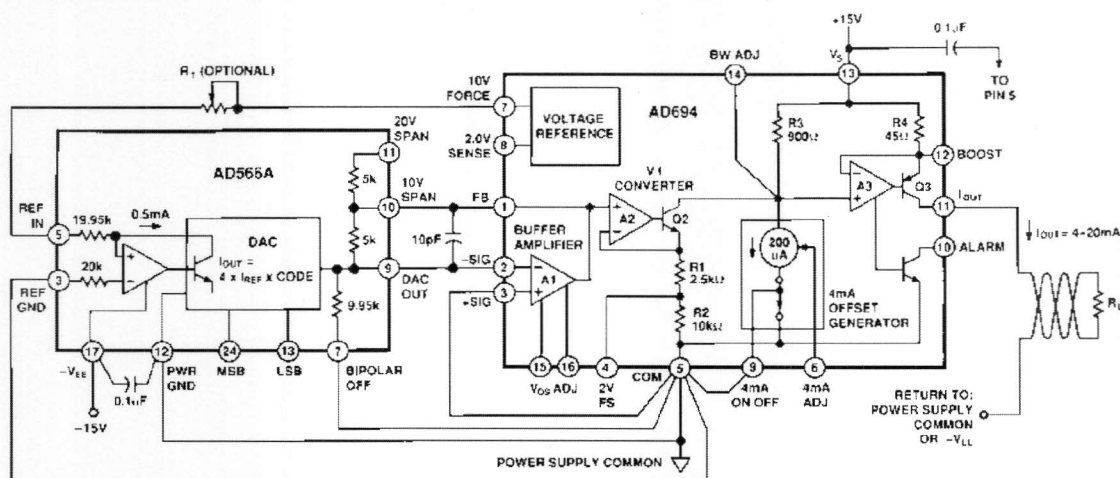 +15V
0.1uF
TO
PIN 5
BW ADJ
14
VS
13
RT (OPTIONAL)
10V
FORCE
7
VOLTAGE
REFERENCE
AD694
2.0V
SENSE
8
R3
900Ω
R4
45Ω
12
BOOST
Q3
A3
11
IOUT
20V
SPAN
11
AD566A
5k
10V
SPAN
10
FB
1
V/I
CONVERTER
A2
Q2
REF
IN
5
19.95k
0.5mA
DAC
IOUT =
4 x IREF x CODE
5k
10pF
BUFFER
AMPLIFIER
200
uA
10
ALARM
IOUT = 4-20mA
3
REF
GND
20k
9
DAC
OUT
-SIG
2
+SIG
3
A1
R1
2.5kΩ
R2
10kΩ
4mA
OFFSET
GENERATOR
RL
9.95k
17
-VEE
12
PWR
GND
24
MSB
13
LSB
7
BIPOLAR
OFF
15
16
VOS ADJ
4
2V
FS
COM
5
9
4mA
ON OFF
6
4mA
ADJ
0.1uF
-15V
RETURN TO:
POWER SUPPLY
COMMON
POWER SUPPLY COMMON